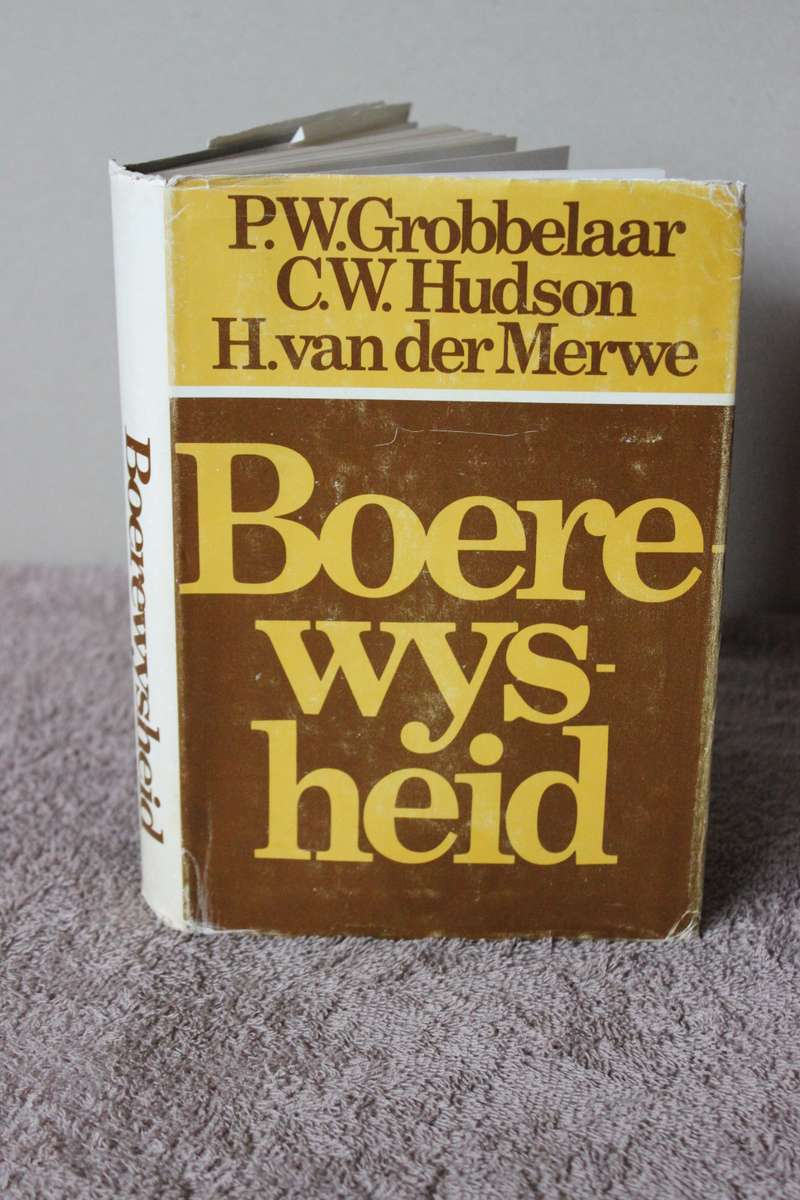 P.W.Grobbelaar
C.W. Hudson
H.van der Merwe
Boere-
wys-
heid
Boerewysheid